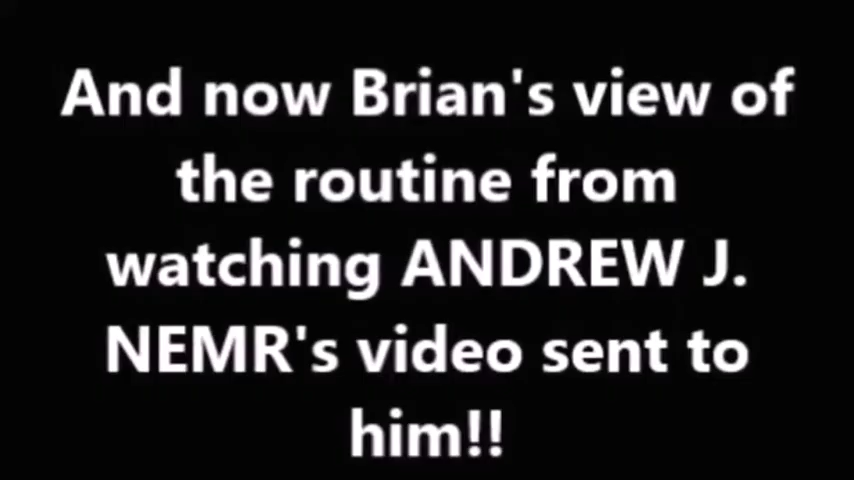 And now Brian's view of
the routine from
watching ANDREW J.
NEMR's video sent to
him!!